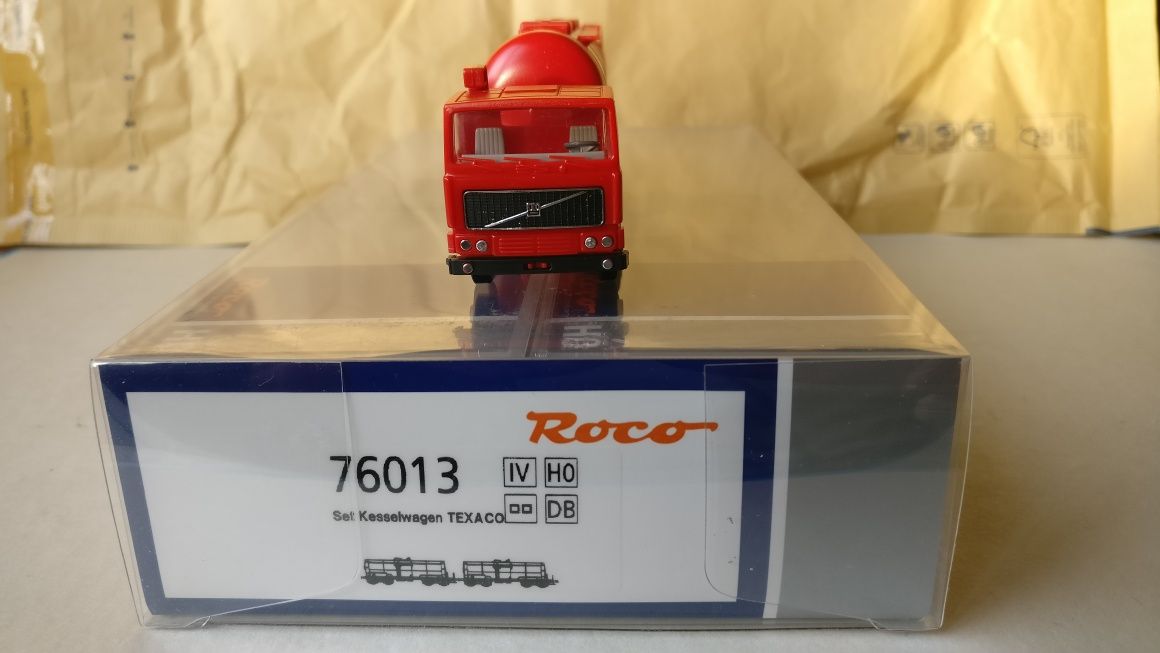 Roco
76013
IV H0
DB
Set Kesselwagen TEXACO